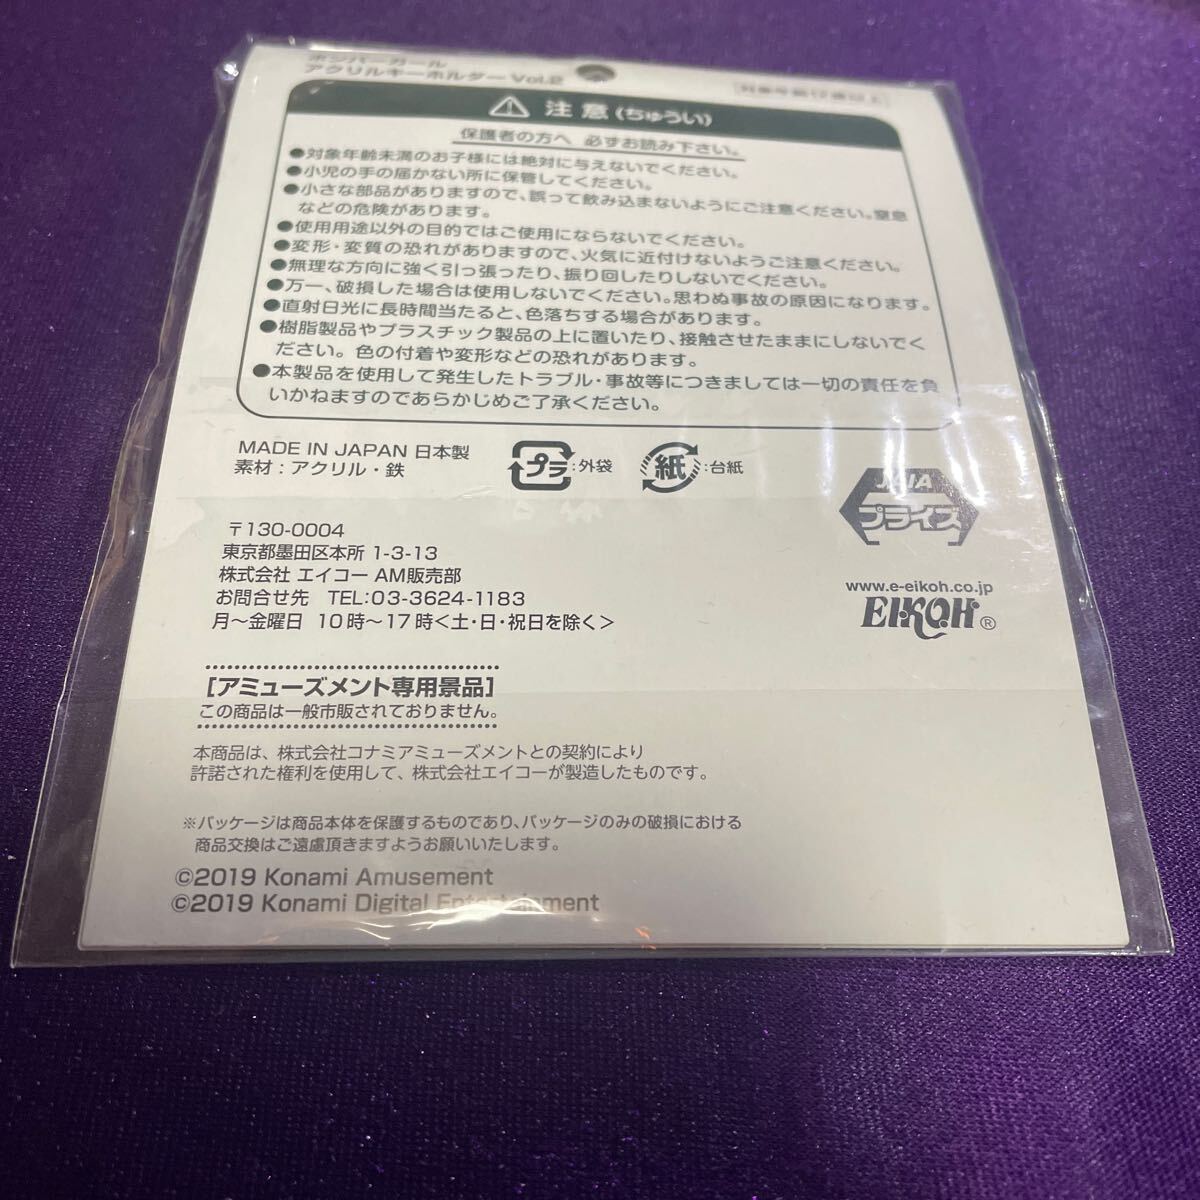 ボンバーガール
アクリルキーホルダー Vol.2
対象年齢12歳以上
注意(ちゅうい)
保護者の方へ 必ずお読み下さい。
●対象年齢未満のお子様には絶対に与えないでください。
●小児の手の届かない所に保管してください。
●小さな部品がありますので、誤って飲み込まないようにご注意ください。窒息
などの危険があります。
●使用用途以外の目的ではご使用にならないでください。
●変形・変質の恐れがありますので、火気に近付けないようご注意ください。
●無理な方向に強く引っ張ったり、振り回したりしないでください。
●万一、破損した場合は使用しないでください。思わぬ事故の原因になります。
●直射日光に長時間当たると、色落ちする場合があります。
●樹脂製品やプラスチック製品の上に置いたり、接触させたままにしないでく
ださい。色の付着や変形などの恐れがあります。
●本製品を使用して発生したトラブル・事故等につきましては一切の責任を負
いかねますのであらかじめご了承ください。
MADE IN JAPAN 日本製
素材：アクリル・鉄
プラ：外袋
紙：台紙
JAIA
プライズ
〒130-0004
東京都墨田区本所 1-3-13
株式会社 エイコー AM販売部
お問合せ先 TEL:03-3624-1183
月～金曜日 10時～17時<土・日・祝日を除く>
www.e-eikoh.co.jp
EIKOH®
[アミューズメント専用景品]
この商品は一般市販されておりません。
本商品は、株式会社コナミアミューズメントとの契約により
許諾された権利を使用して、株式会社エイコーが製造したものです。
※パッケージは商品本体を保護するものであり、パッケージのみの破損における
商品交換はご遠慮頂きますようお願いいたします。
©2019 Konami Amusement
©2019 Konami Digital Entertainment